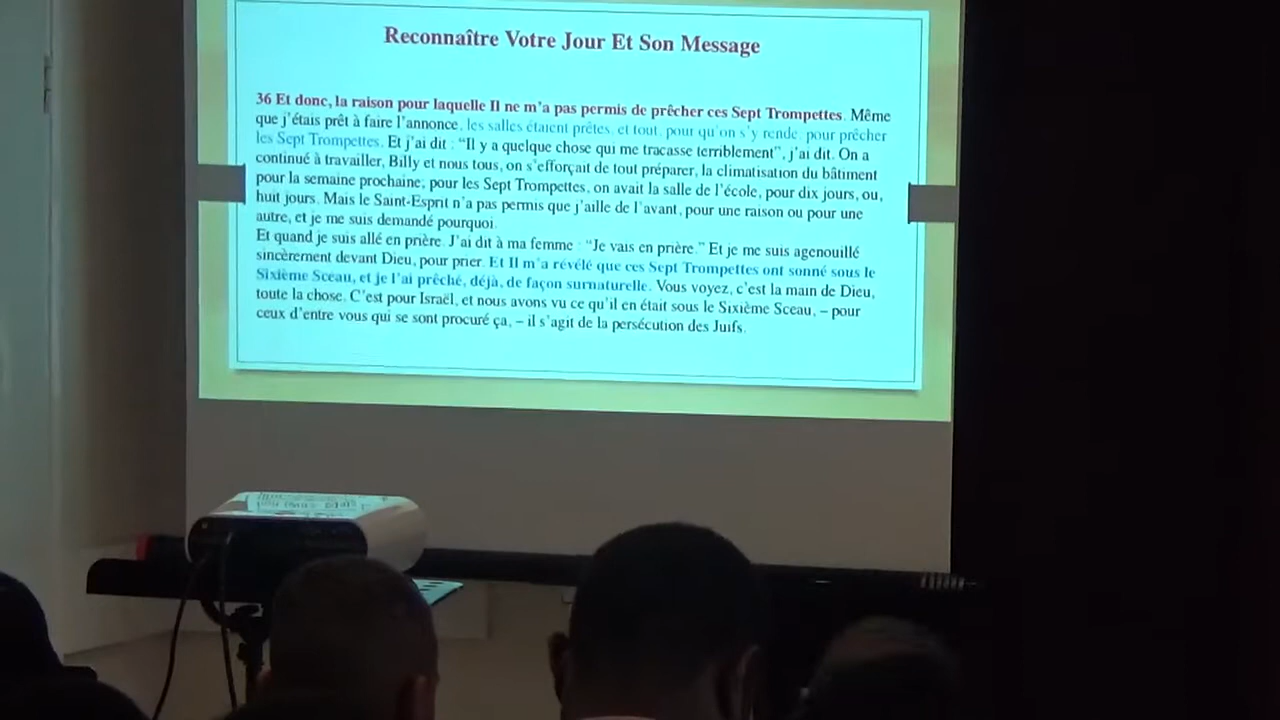 Reconnaître Votre Jour Et Son Message
36 Et donc, la raison pour laquelle Il ne m'a pas permis de prêcher ces Sept Trompettes. Même
que j'étais prêt à faire l'annonce, les salles étaient prêtes, et tout, pour qu'on s'y rende, pour prêcher
les Sept Trompettes. Et j'ai dit : “Il y a quelque chose qui me tracasse terriblement”, j'ai dit. On a
continué à travailler, Billy et nous tous, on s'efforçait de tout préparer, la climatisation du bâtiment
pour la semaine prochaine; pour les Sept Trompettes, on avait la salle de l'école, pour dix jours, ou,
huit jours. Mais le Saint-Esprit n'a pas permis que j'aille de l'avant, pour une raison ou pour une
autre, et je me suis demandé pourquoi.
Et quand je suis allé en prière. J'ai dit à ma femme : “Je vais en prière.” Et je me suis agenouillé
sincèrement devant Dieu, pour prier. Et Il m'a révélé que ces Sept Trompettes ont sonné sous le
Sixième Sceau, et je l'ai prêché, déjà, de façon surnaturelle. Vous voyez, c'est la main de Dieu,
toute la chose. C'est pour Israël, et nous avons vu ce qu'il en était sous le Sixième Sceau, – pour
ceux d'entre vous qui se sont procuré ça, – il s'agit de la persécution des Juifs.